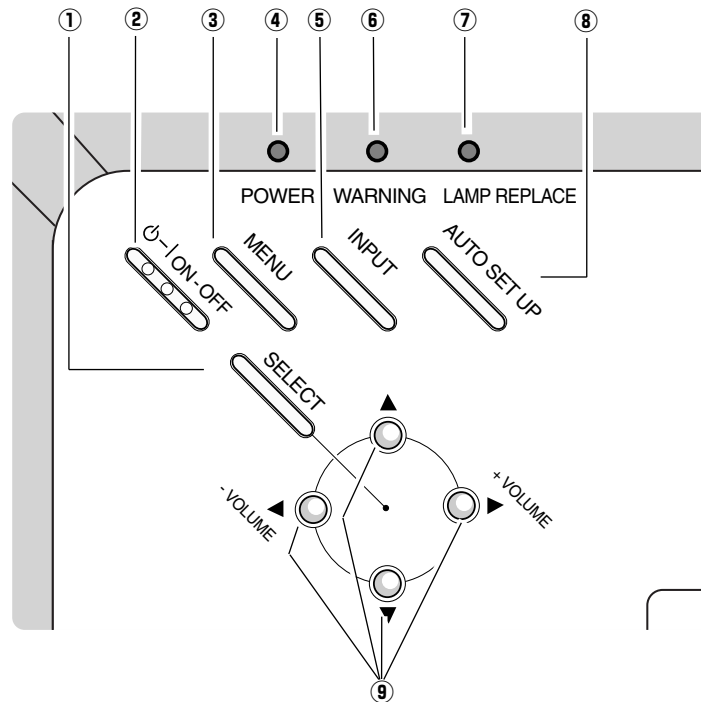 ① ② ③ ④ ⑤ ⑥ ⑦ ⑧
POWER WARNING LAMP REPLACE
⏻–| ON-OFF
MENU
INPUT
AUTO SET UP
SELECT
▲
◀ - VOLUME
▶ + VOLUME
▼
⑨